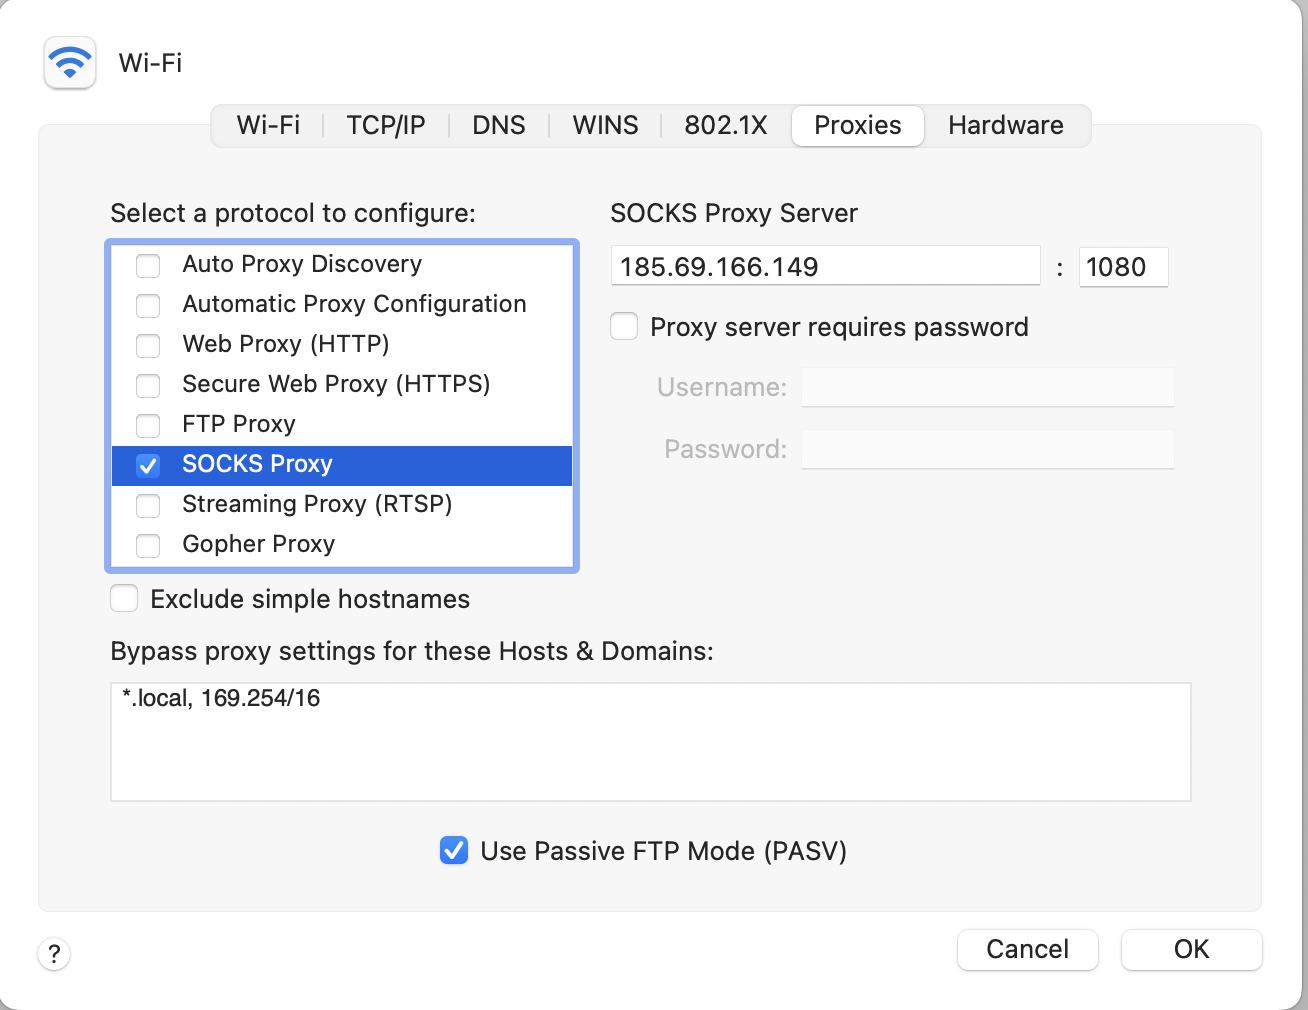 Wi-Fi
Wi-Fi TCP/IP DNS WINS 802.1X Proxies Hardware
Select a protocol to configure:
Auto Proxy Discovery
Automatic Proxy Configuration
Web Proxy (HTTP)
Secure Web Proxy (HTTPS)
FTP Proxy
SOCKS Proxy
Streaming Proxy (RTSP)
Gopher Proxy
SOCKS Proxy Server
185.69.166.149 : 1080
Proxy server requires password
Username:
Password:
Exclude simple hostnames
Bypass proxy settings for these Hosts & Domains:
*.local, 169.254/16
Use Passive FTP Mode (PASV)
? Cancel OK